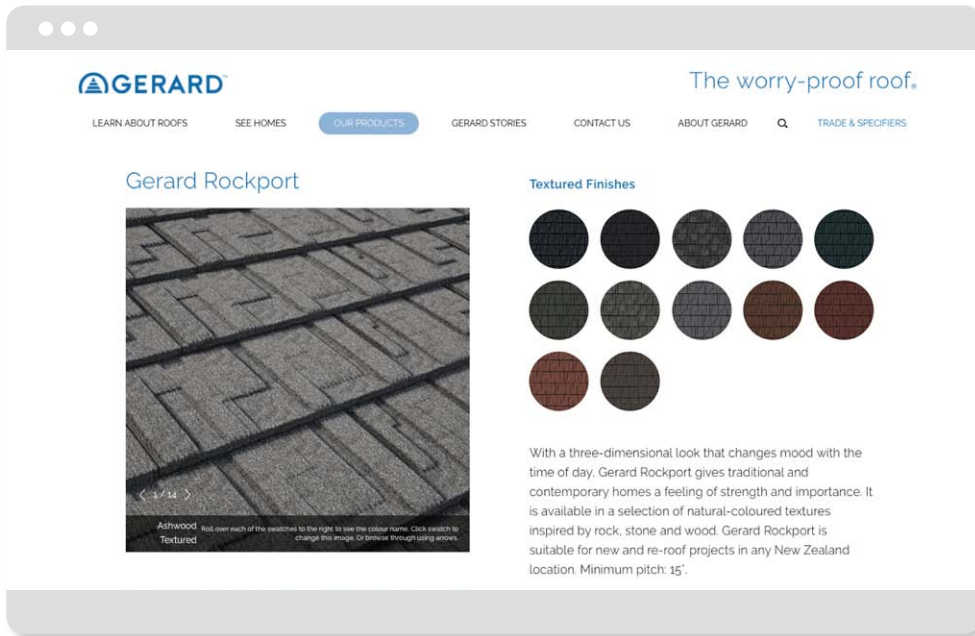 GERARD™
The worry-proof roof®
LEARN ABOUT ROOFS SEE HOMES OUR PRODUCTS GERARD STORIES CONTACT US ABOUT GERARD TRADE & SPECIFIERS
Gerard Rockport
Textured Finishes
1 / 14
Ashwood
Textured
Roll over each of the swatches to the right to see the colour name. Click swatch to
change this image. Or browse through using arrows.
With a three-dimensional look that changes mood with the
time of day, Gerard Rockport gives traditional and
contemporary homes a feeling of strength and importance. It
is available in a selection of natural-coloured textures
inspired by rock, stone and wood. Gerard Rockport is
suitable for new and re-roof projects in any New Zealand
location. Minimum pitch: 15°.